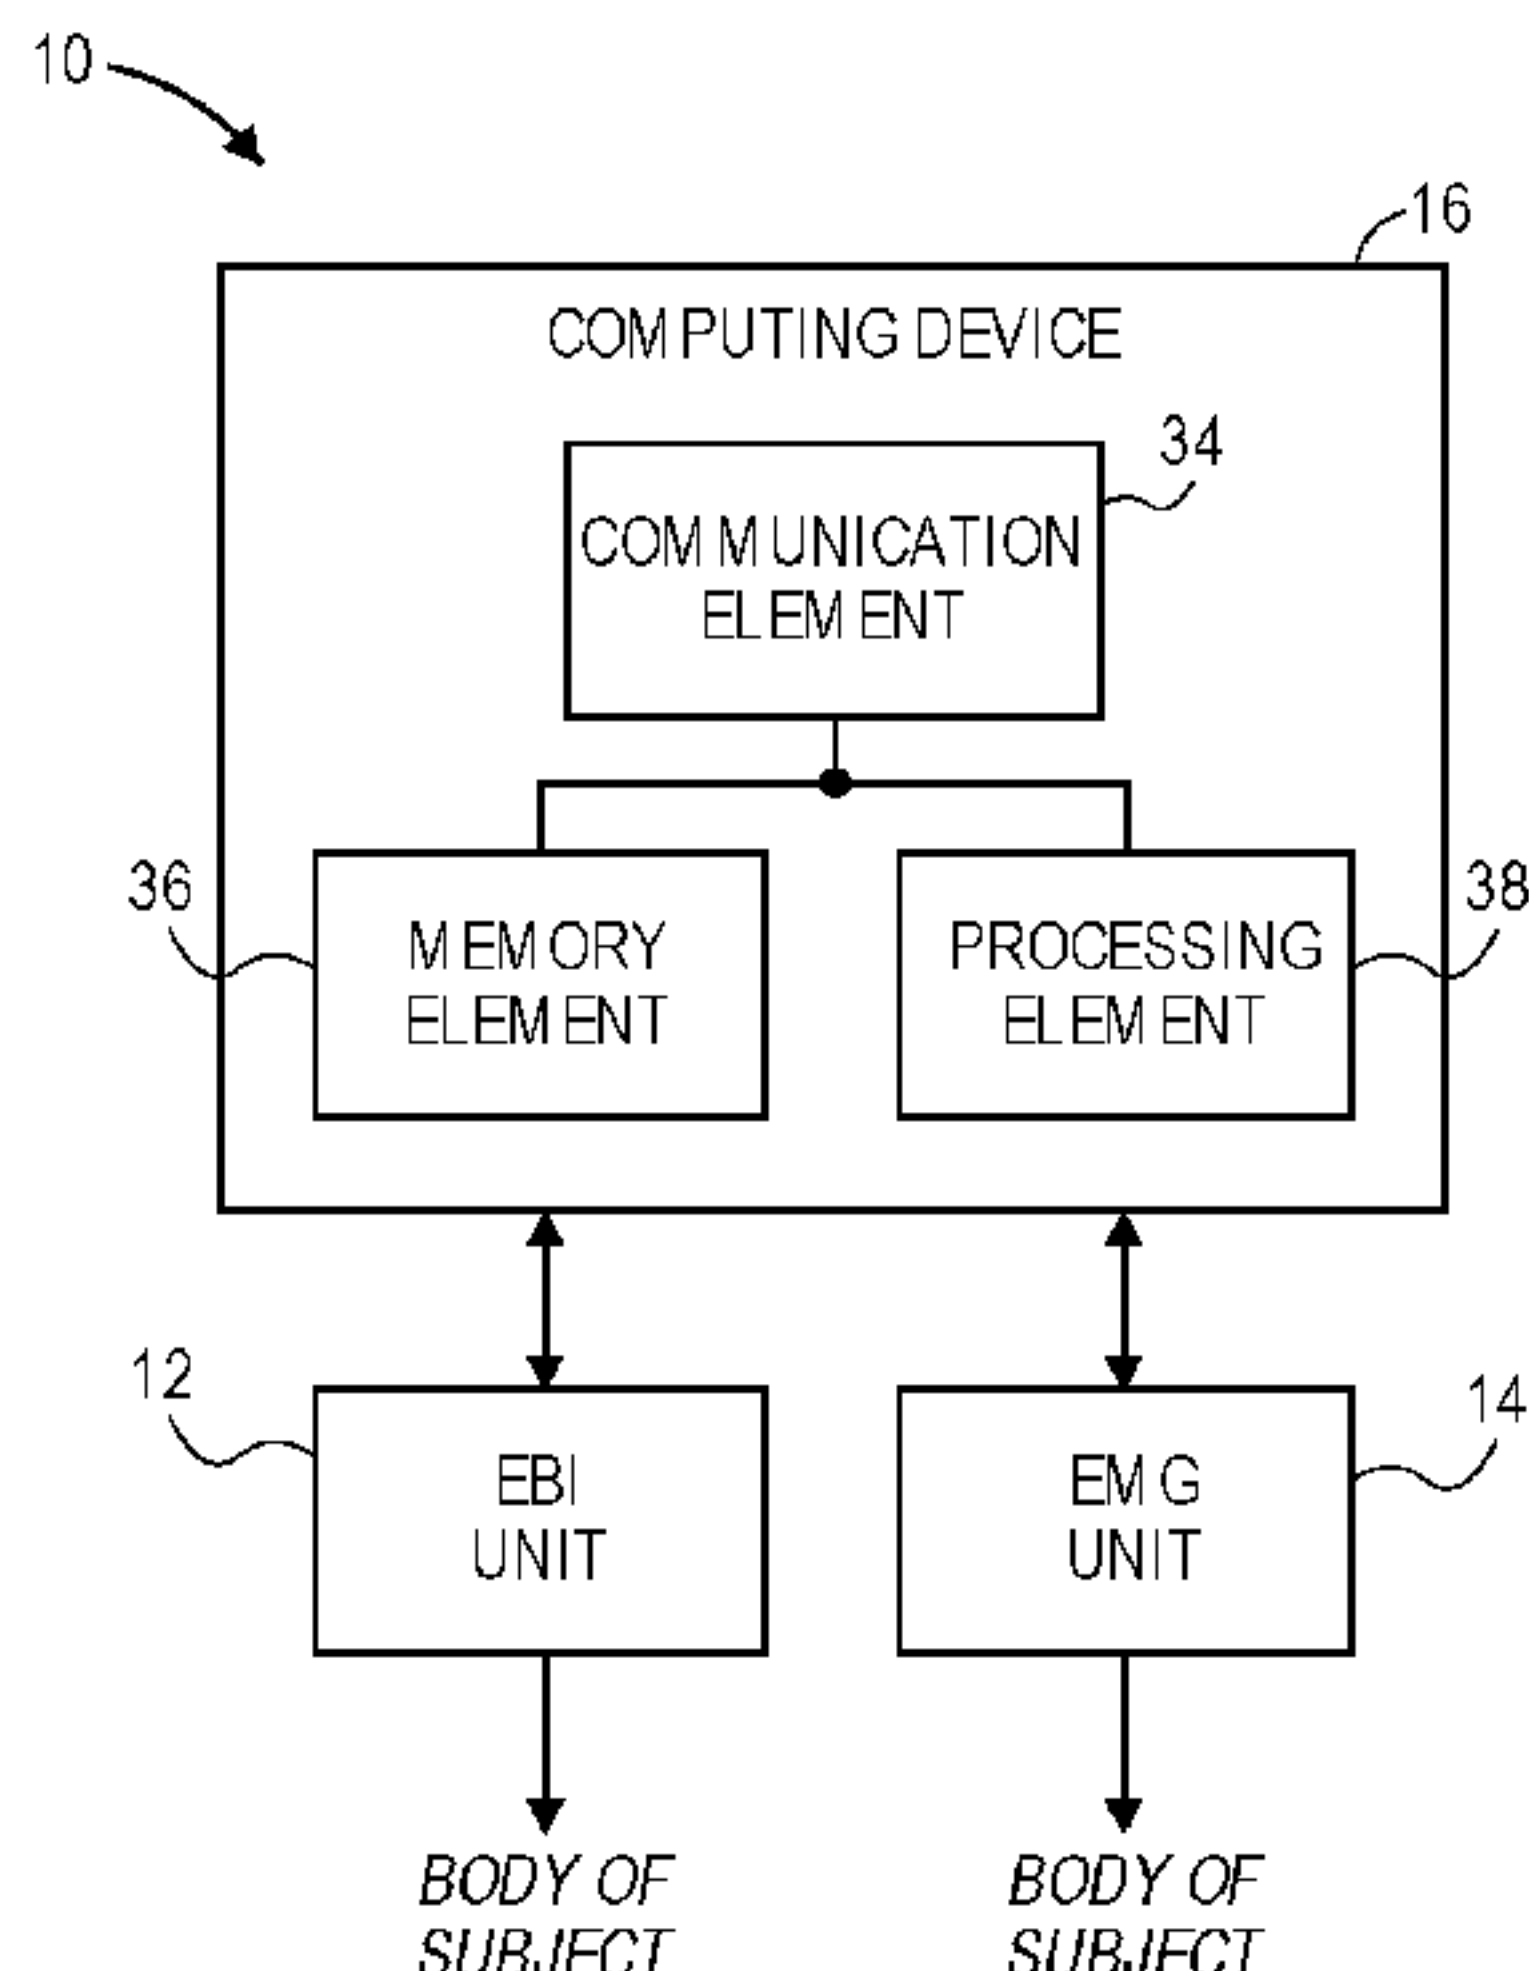 10
16
COMPUTING DEVICE
34
COMMUNICATION
ELEMENT
36
38
MEMORY
ELEMENT
PROCESSING
ELEMENT
12
14
EBI
UNIT
EMG
UNIT
BODY OF
SUBJECT
BODY OF
SUBJECT